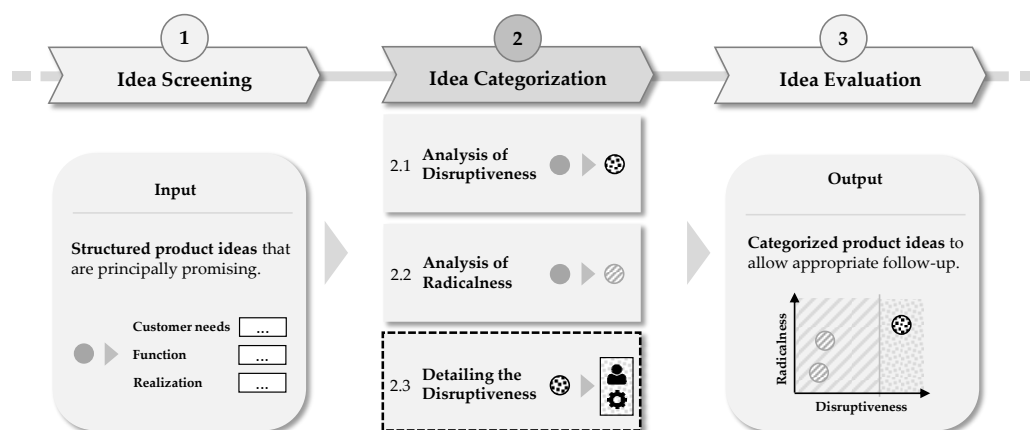 1
2
3
Idea Screening
Idea Categorization
Idea Evaluation
Input
Structured product ideas that
are principally promising.
Customer needs ...
Function ...
Realization ...
2.1 Analysis of
Disruptiveness
2.2 Analysis of
Radicalness
2.3 Detailing the
Disruptiveness
Output
Categorized product ideas to
allow appropriate follow-up.
Radicalness
Disruptiveness